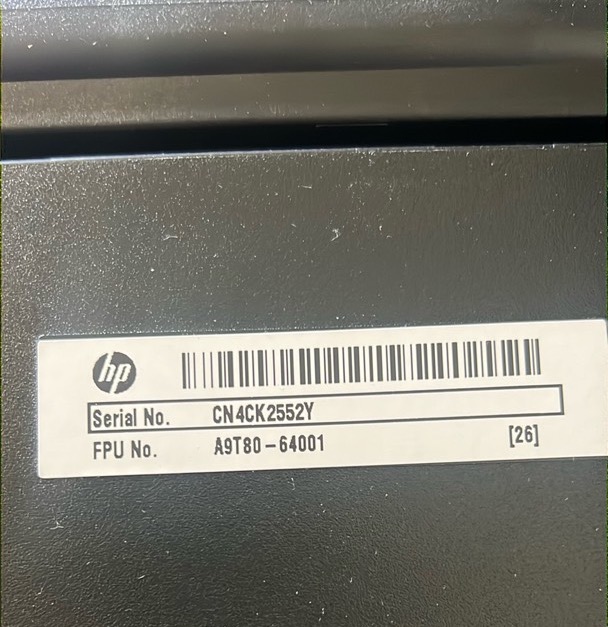 hp
Serial No. CN4CK2552Y
FPU No. A9T80-64001 [26]